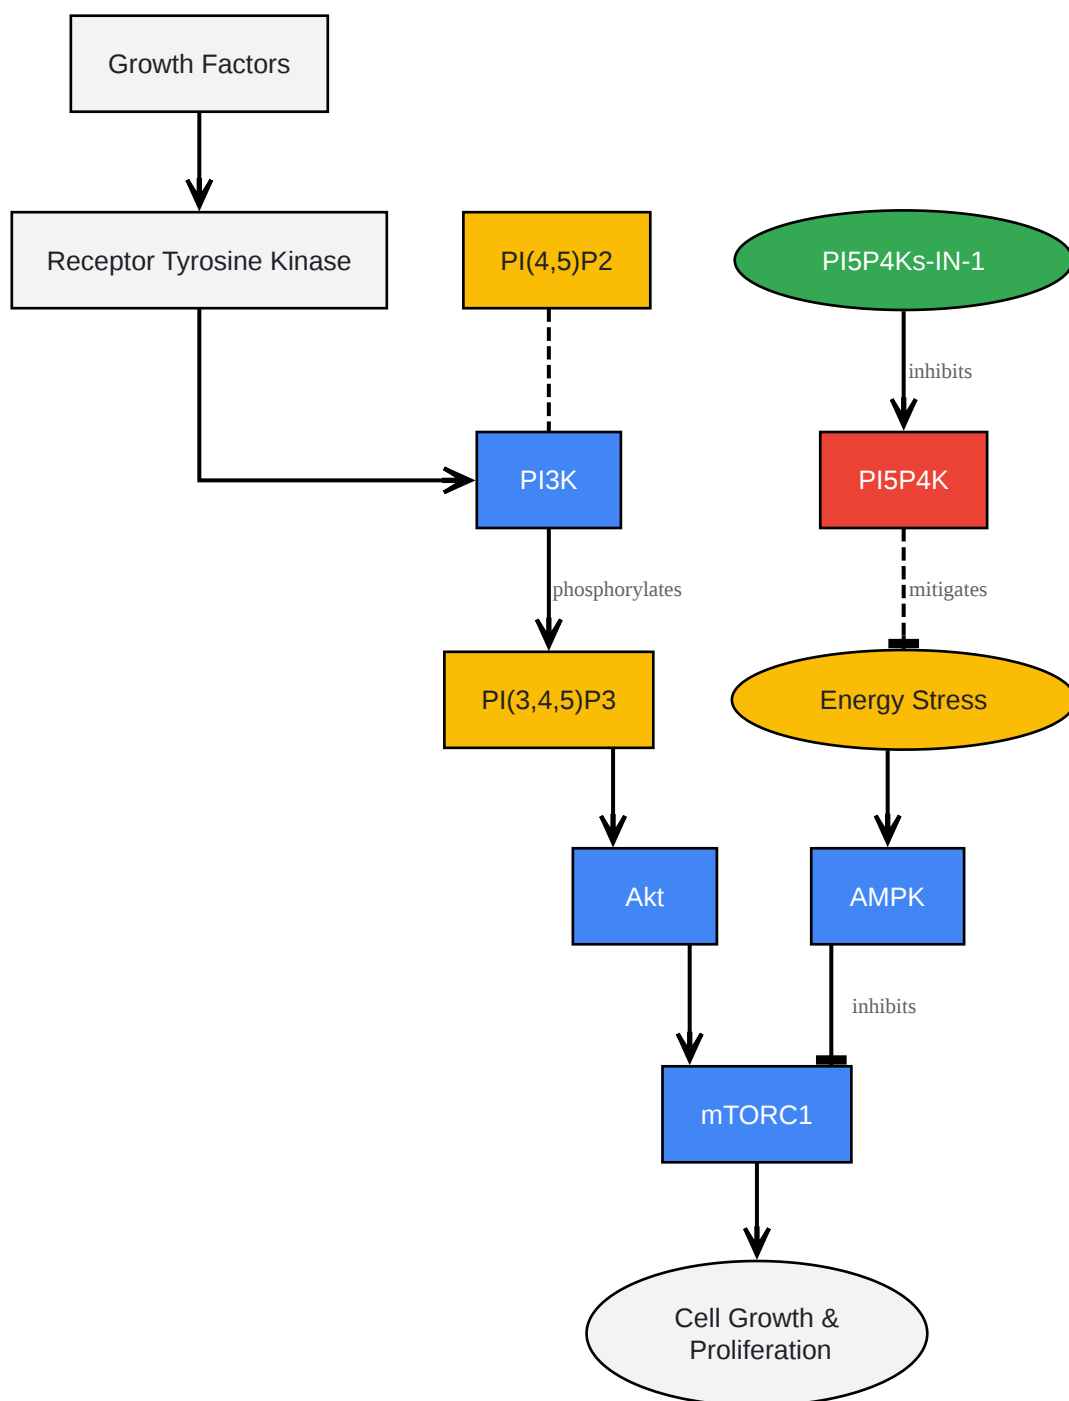 Growth Factors
Receptor Tyrosine Kinase
PI(4,5)P2
PI5P4Ks-IN-1
inhibits
PI3K
PI5P4K
phosphorylates
mitigates
PI(3,4,5)P3
Energy Stress
Akt
AMPK
inhibits
mTORC1
Cell Growth &
Proliferation